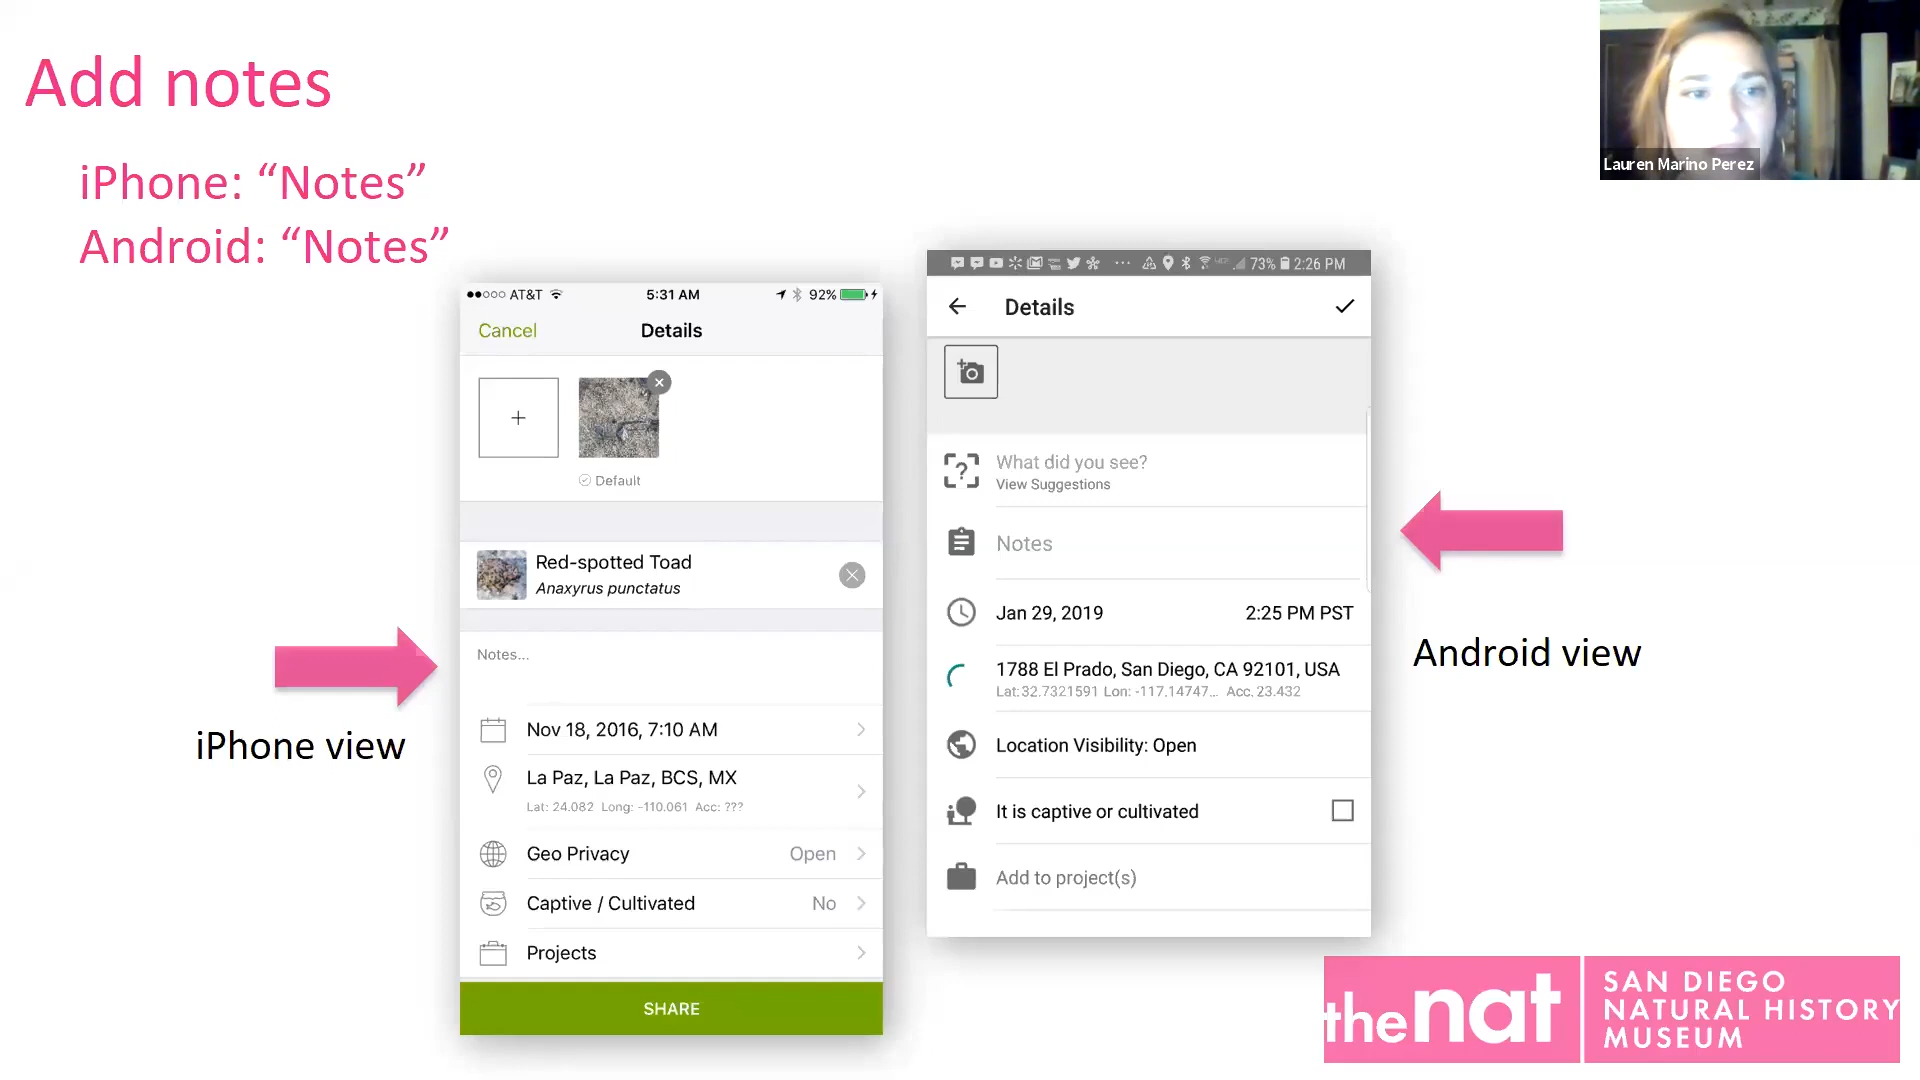 Add notes
iPhone: “Notes”
Android: “Notes”
Lauren Marino Perez
AT&T 5:31 AM 92%
Cancel Details
+
Default
Red-spotted Toad
Anaxyrus punctatus
Notes...
Nov 18, 2016, 7:10 AM
La Paz, La Paz, BCS, MX
Lat: 24.082 Long: -110.061 Acc: ???
Geo Privacy Open
Captive / Cultivated No
Projects
SHARE
iPhone view
73% 2:26 PM
Details
What did you see?
View Suggestions
Notes
Jan 29, 2019 2:25 PM PST
1788 El Prado, San Diego, CA 92101, USA
Lat:32.7321591 Lon: -117.14747... Acc. 23.432
Location Visibility: Open
It is captive or cultivated
Add to project(s)
Android view
thenat
SAN DIEGO
NATURAL HISTORY
MUSEUM